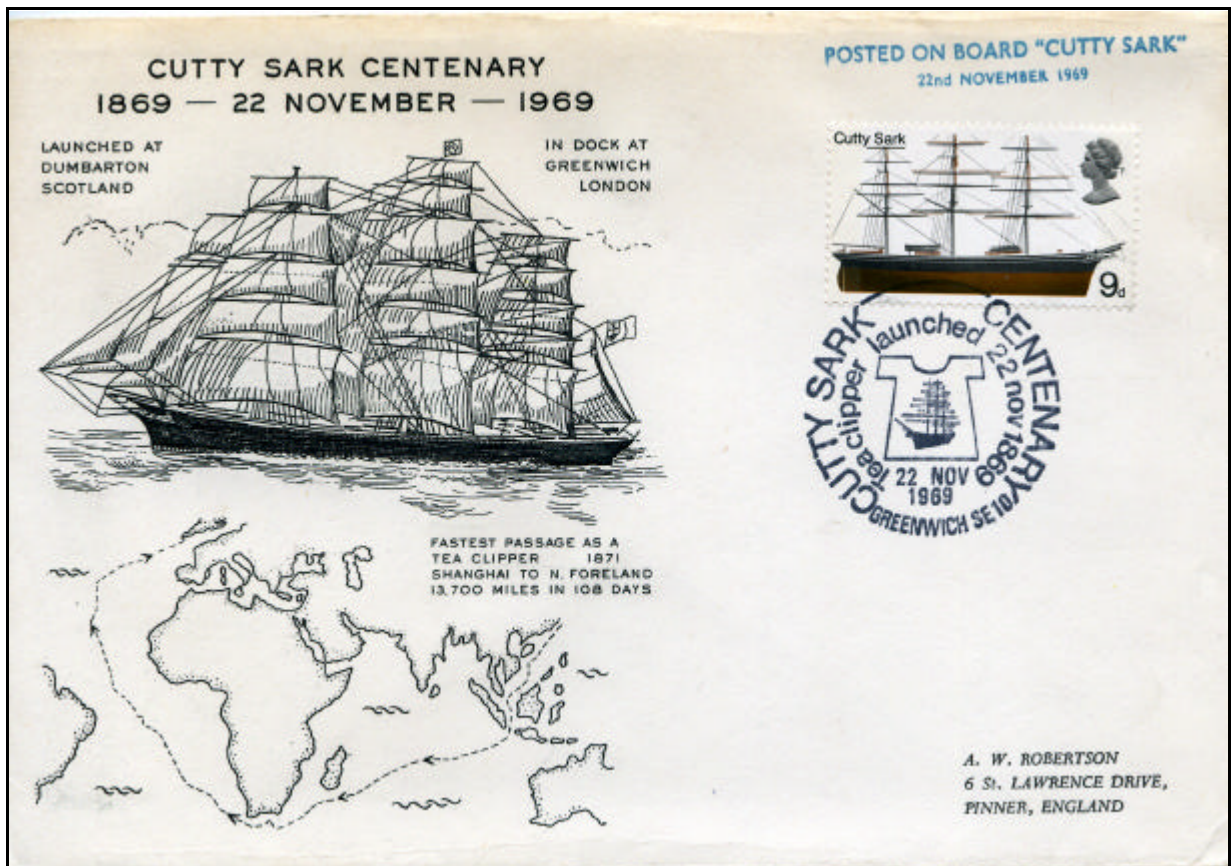 CUTTY SARK CENTENARY
1869 — 22 NOVEMBER — 1969
LAUNCHED AT
DUMBARTON
SCOTLAND
IN DOCK AT
GREENWICH
LONDON
POSTED ON BOARD "CUTTY SARK"
22nd NOVEMBER 1969
Cutty Sark
9d
CUTTY SARK CENTENARY
Tea clipper launched 22 nov 1869
22 NOV
1969
GREENWICH SE10
FASTEST PASSAGE AS A
TEA CLIPPER 1871
SHANGHAI TO N. FORELAND
13,700 MILES IN 108 DAYS
A. W. ROBERTSON
6 St. LAWRENCE DRIVE,
PINNER, ENGLAND